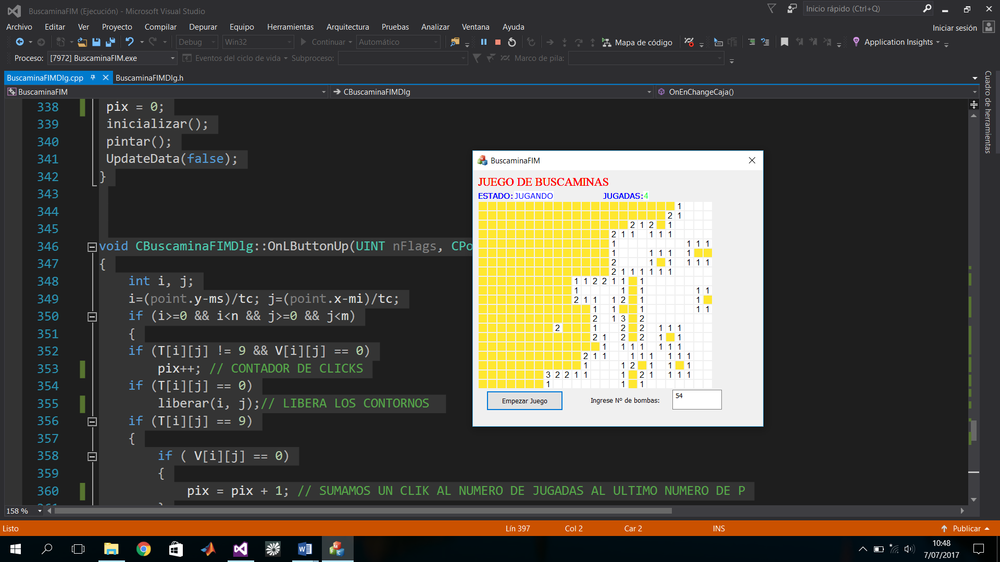 BuscaminaFIM (Ejecución) - Microsoft Visual Studio
Inicio rápido (Ctrl+Q)
Archivo Editar Ver Proyecto Compilar Depurar Equipo Herramientas Arquitectura Pruebas Analizar Ventana Ayuda
Iniciar sesión
Debug Win32 Continuar Automático Mapa de código Application Insights
Proceso: [7972] BuscaminaFIM.exe Eventos del ciclo de vida Subproceso: Marco de pila:
BuscaminaFIMDlg.cpp BuscaminaFIMDlg.h
BuscaminaFIM CBuscaminaFIMDlg OnEnChangeCaja()
Cuadro de herramientas
338 pix = 0;
339 inicializar();
340 pintar();
341 UpdateData(false);
342 }
343
344
345
346 void CBuscaminaFIMDlg::OnLButtonUp(UINT nFlags, CPo
347 {
348 int i, j;
349 i=(point.y-ms)/tc; j=(point.x-mi)/tc;
350 if (i>=0 && i<n && j>=0 && j<m)
351 {
352 if (T[i][j] != 9 && V[i][j] == 0)
353 pix++; // CONTADOR DE CLICKS
354 if (T[i][j] == 0)
355 liberar(i, j);// LIBERA LOS CONTORNOS
356 if (T[i][j] == 9)
357 {
358 if ( V[i][j] == 0)
359 {
360 pix = pix + 1; // SUMAMOS UN CLIK AL NUMERO DE JUGADAS AL ULTIMO NUMERO DE P
BuscaminaFIM
JUEGO DE BUSCAMINAS
ESTADO: JUGANDO JUGADAS: 4
1
2 1
2 1 2 1
2 1 1 1 1 1
1 1 1 1
1 1 1 1 1
2 1 1 1 1 1
2 1 1 1 1 1 1
1 1 2 2 1 1 1
1 1 1 1 1
2 1 1 1 2 1 1
1 1 1 1 1
2 1 3 2
2 1 2 2 1 1 1
2 1 2 2 1 1
1 1 1 1 1 1 1
2 1 1 1 1 1 1 1 1
1 1 2 1 1 1
3 2 2 1 1 1 2 1 1 1 1
1 1 1
Empezar Juego Ingrese Nº de bombas: 54
158 %
Listo Lín 397 Col 2 Car 2 INS Publicar
10:48
7/07/2017